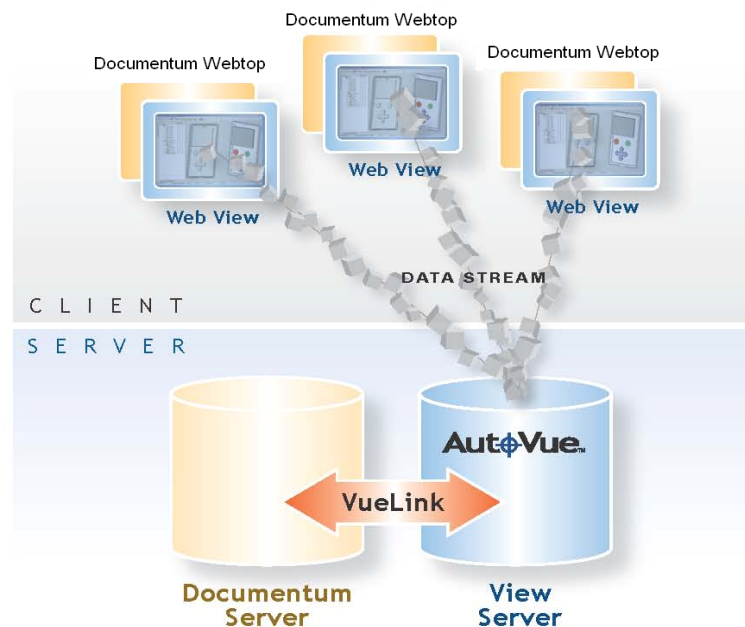 Documentum Webtop
Documentum Webtop
Documentum Webtop
Web View
Web View
Web View
DATA STREAM
CLIENT
SERVER
AutoVue™
VueLink
Documentum
Server
View
Server